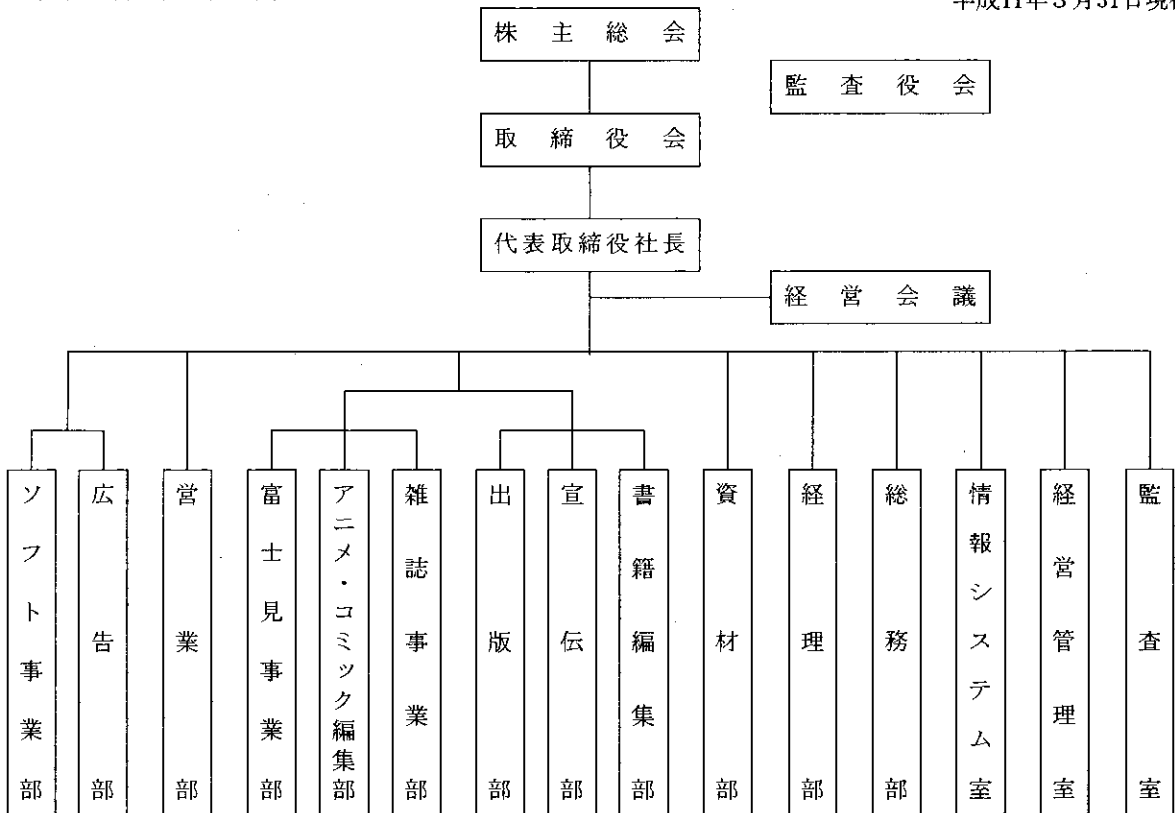 平成11年3月31日現在
株主総会
監査役会
取締役会
代表取締役社長
経営会議
ソフト事業部
広告部
営業部
富士見事業部
アニメ・コミック編集部
雑誌事業部
出版部
宣伝部
書籍編集部
資材部
経理部
総務部
情報システム室
経営管理室
監査室